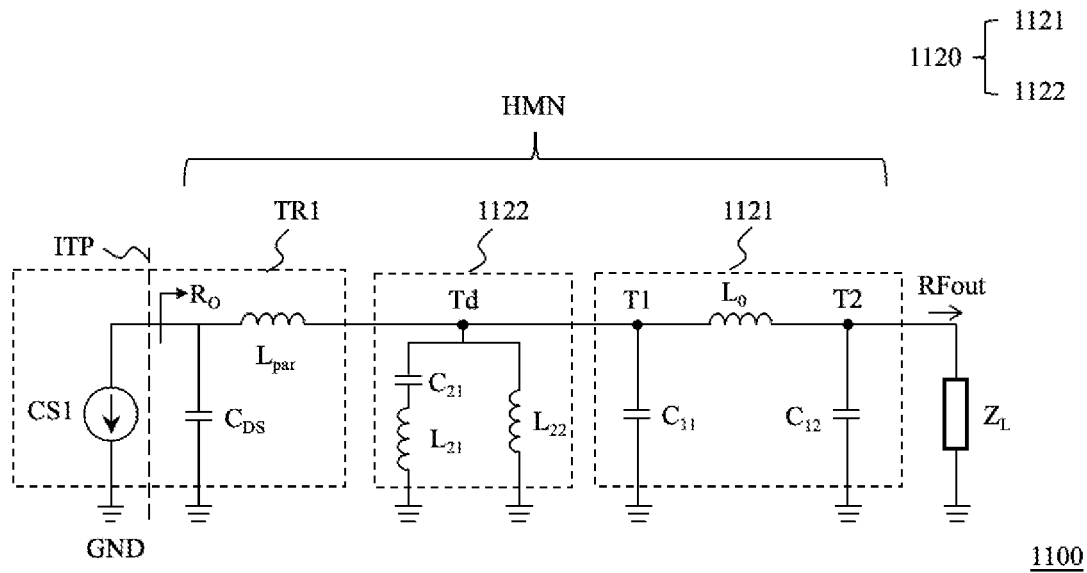 1121
1120
1122
HMN
TR1
1122
1121
ITP
R_O
Td
T1
L_0
T2
RFout
L_par
CS1
C_DS
C_21
L_21
L_22
C_11
C_12
Z_L
GND
1100